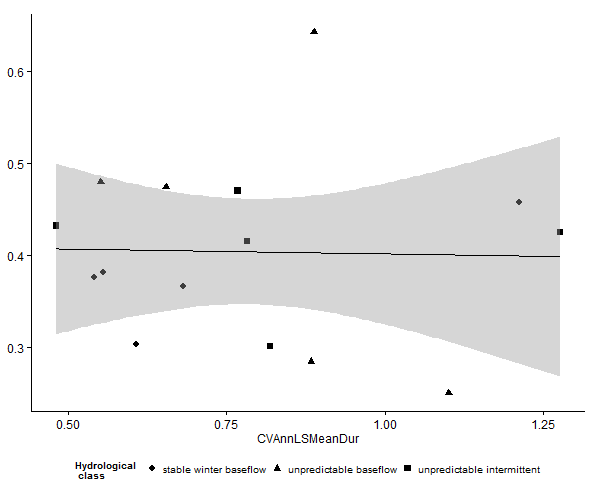 0.6
0.5
0.4
0.3
0.50 0.75 1.00 1.25
CVAnnLSMeanDur
Hydrological
class
stable winter baseflow unpredictable baseflow unpredictable intermittent